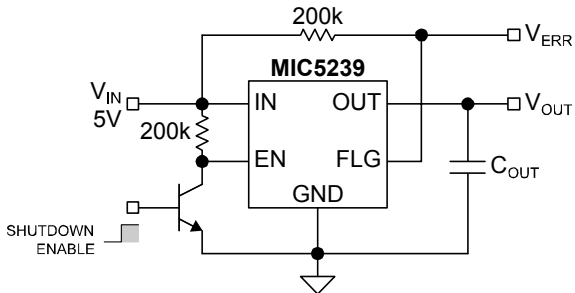 200k
VERR
MIC5239
VIN
5V
IN
OUT
VOUT
200k
EN
FLG
COUT
GND
SHUTDOWN
ENABLE